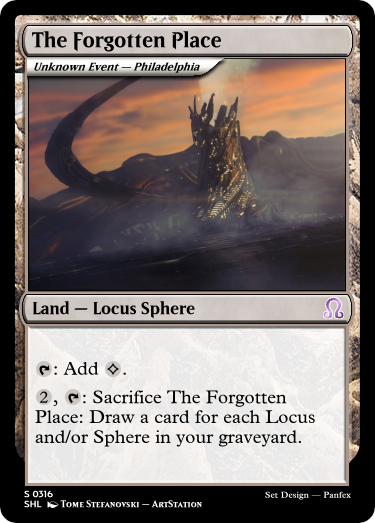 The Forgotten Place
Unknown Event — Philadelphia
Land — Locus Sphere
: Add .
2, : Sacrifice The Forgotten
Place: Draw a card for each Locus
and/or Sphere in your graveyard.
S 0316
SHL Tome Stefanovski — ArtStation
Set Design — Panfex